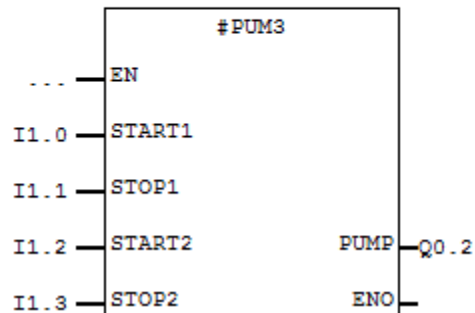 #PUM3
... EN
I1.0 START1
I1.1 STOP1
I1.2 START2 PUMP Q0.2
I1.3 STOP2 ENO